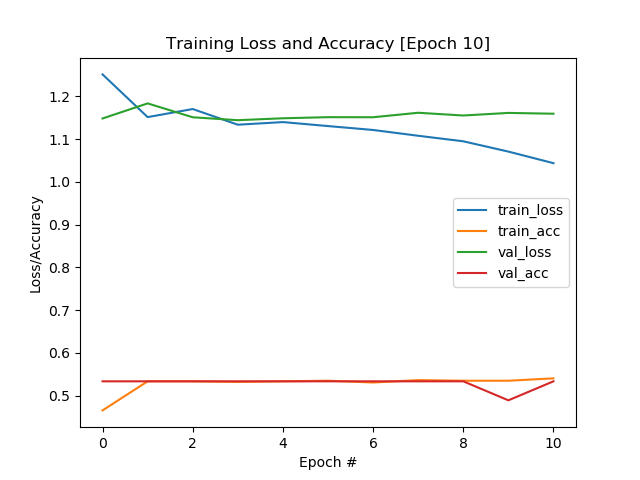 Training Loss and Accuracy [Epoch 10]
Loss/Accuracy
1.2
1.1
1.0
0.9
0.8
0.7
0.6
0.5
train_loss
train_acc
val_loss
val_acc
0 2 4 6 8 10
Epoch #